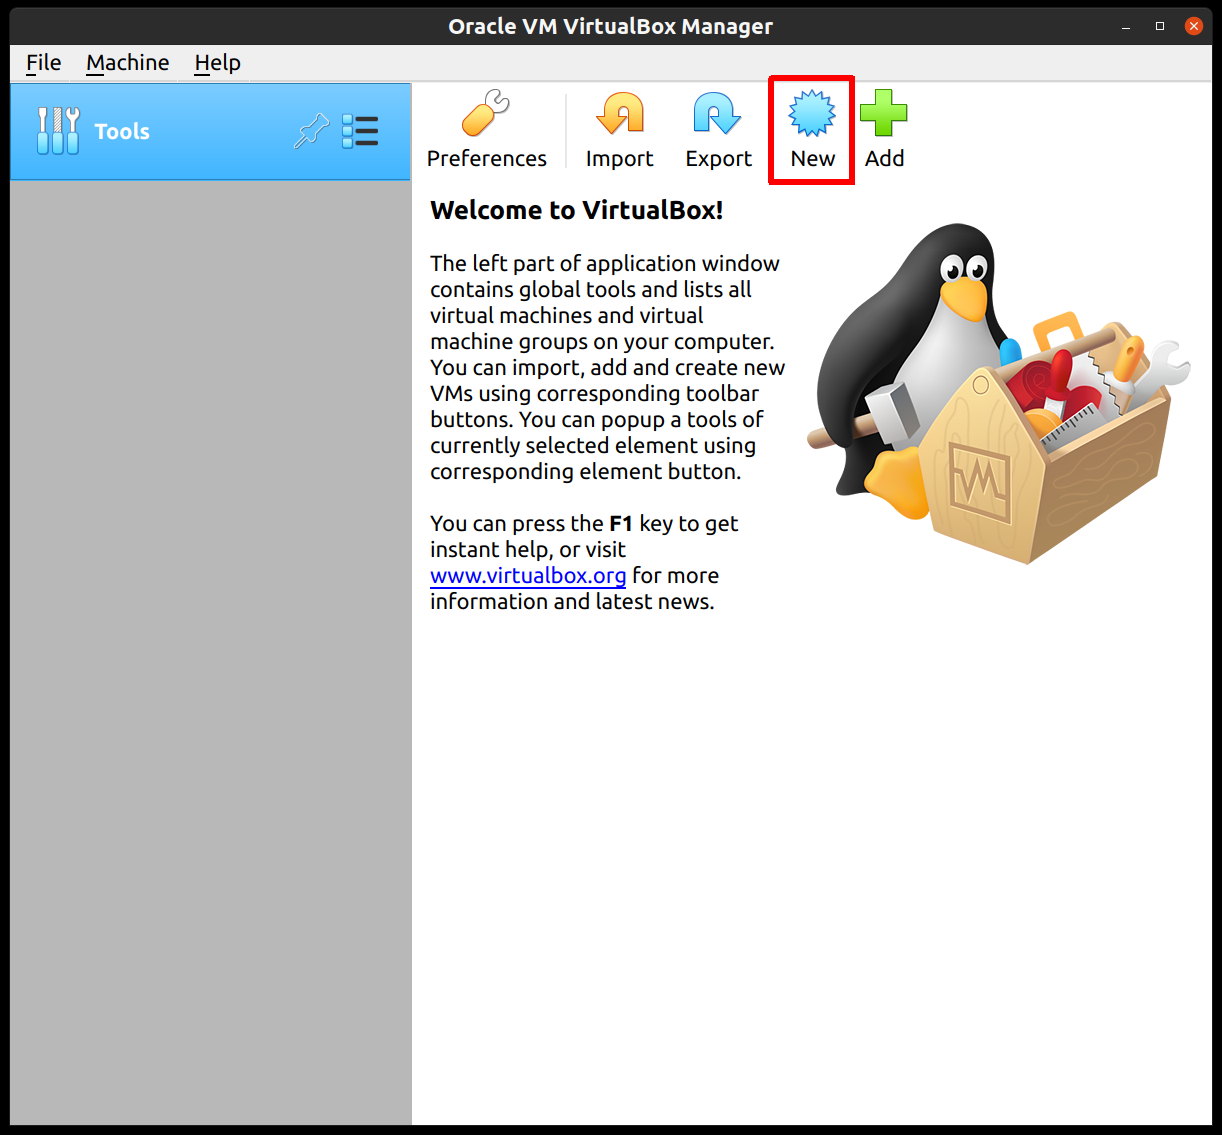 Oracle VM VirtualBox Manager
File Machine Help
Tools
Preferences Import Export New Add
Welcome to VirtualBox!
The left part of application window
contains global tools and lists all
virtual machines and virtual
machine groups on your computer.
You can import, add and create new
VMs using corresponding toolbar
buttons. You can popup a tools of
currently selected element using
corresponding element button.
You can press the F1 key to get
instant help, or visit
www.virtualbox.org for more
information and latest news.